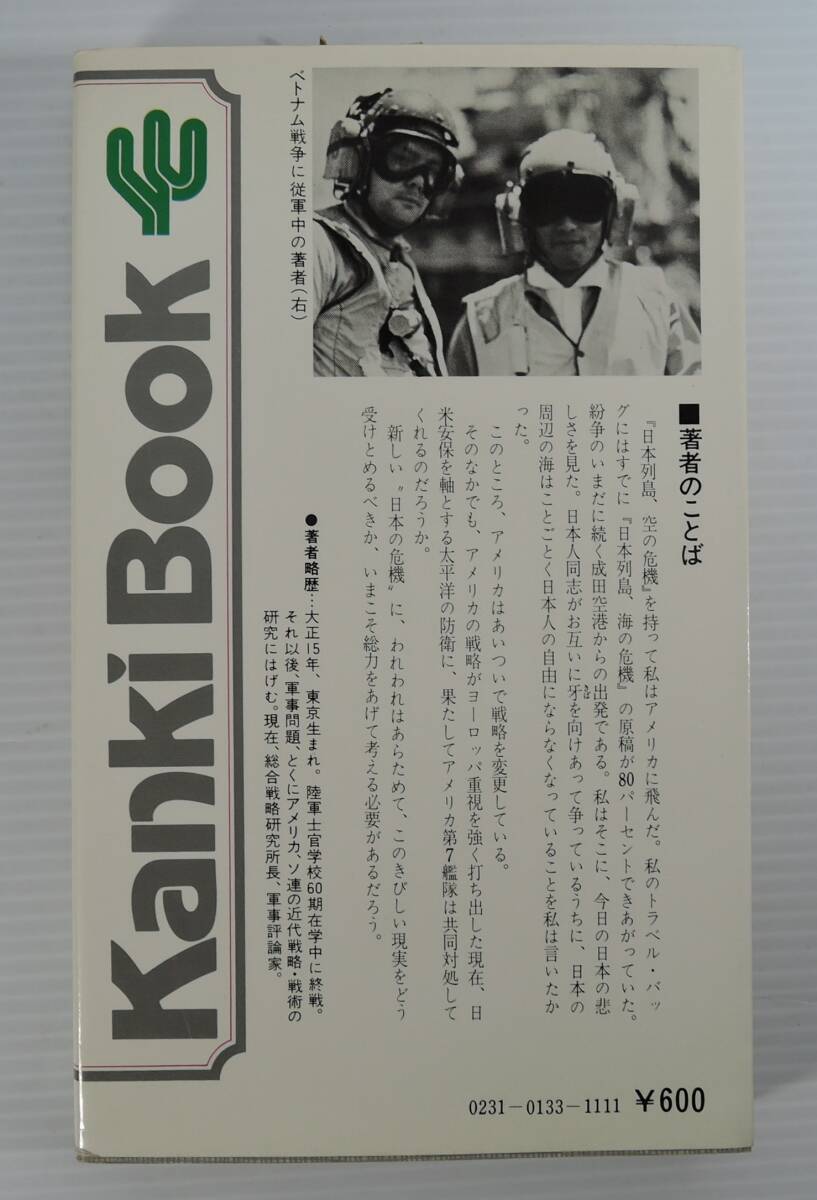 Kanki Book
ベトナム戦争に従軍中の著者(右)
■著者のことば
『日本列島、空の危機』を持って私はアメリカに飛んだ。私のトラベル・バッ
グにはすでに『日本列島、海の危機』の原稿が80パーセントできあがっていた。
紛争のいまだに続く成田空港からの出発である。私はそこに、今日の日本の悲
しさを見た。日本人同志がお互いに牙を向けあって争っているうちに、日本の
周辺の海はことごとく日本人の自由にならなくなっていることを私は言いたか
った。
このところ、アメリカはあいついで戦略を変更している。
そのなかでも、アメリカの戦略がヨーロッパ重視を強く打ち出した現在、日
米安保を軸とする太平洋の防衛に、果たしてアメリカ第7艦隊は共同対処して
くれるのだろうか。
新しい〝日本の危機〟に、われわれはあらためて、このきびしい現実をどう
受けとめるべきか、いまこそ総力をあげて考える必要があるだろう。
●著者略歴…大正15年、東京生まれ。陸軍士官学校60期在学中に終戦。
それ以後、軍事問題、とくにアメリカ、ソ連の近代戦略・戦術の
研究にはげむ。現在、総合戦略研究所長、軍事評論家。
0231-0133-1111 ¥600